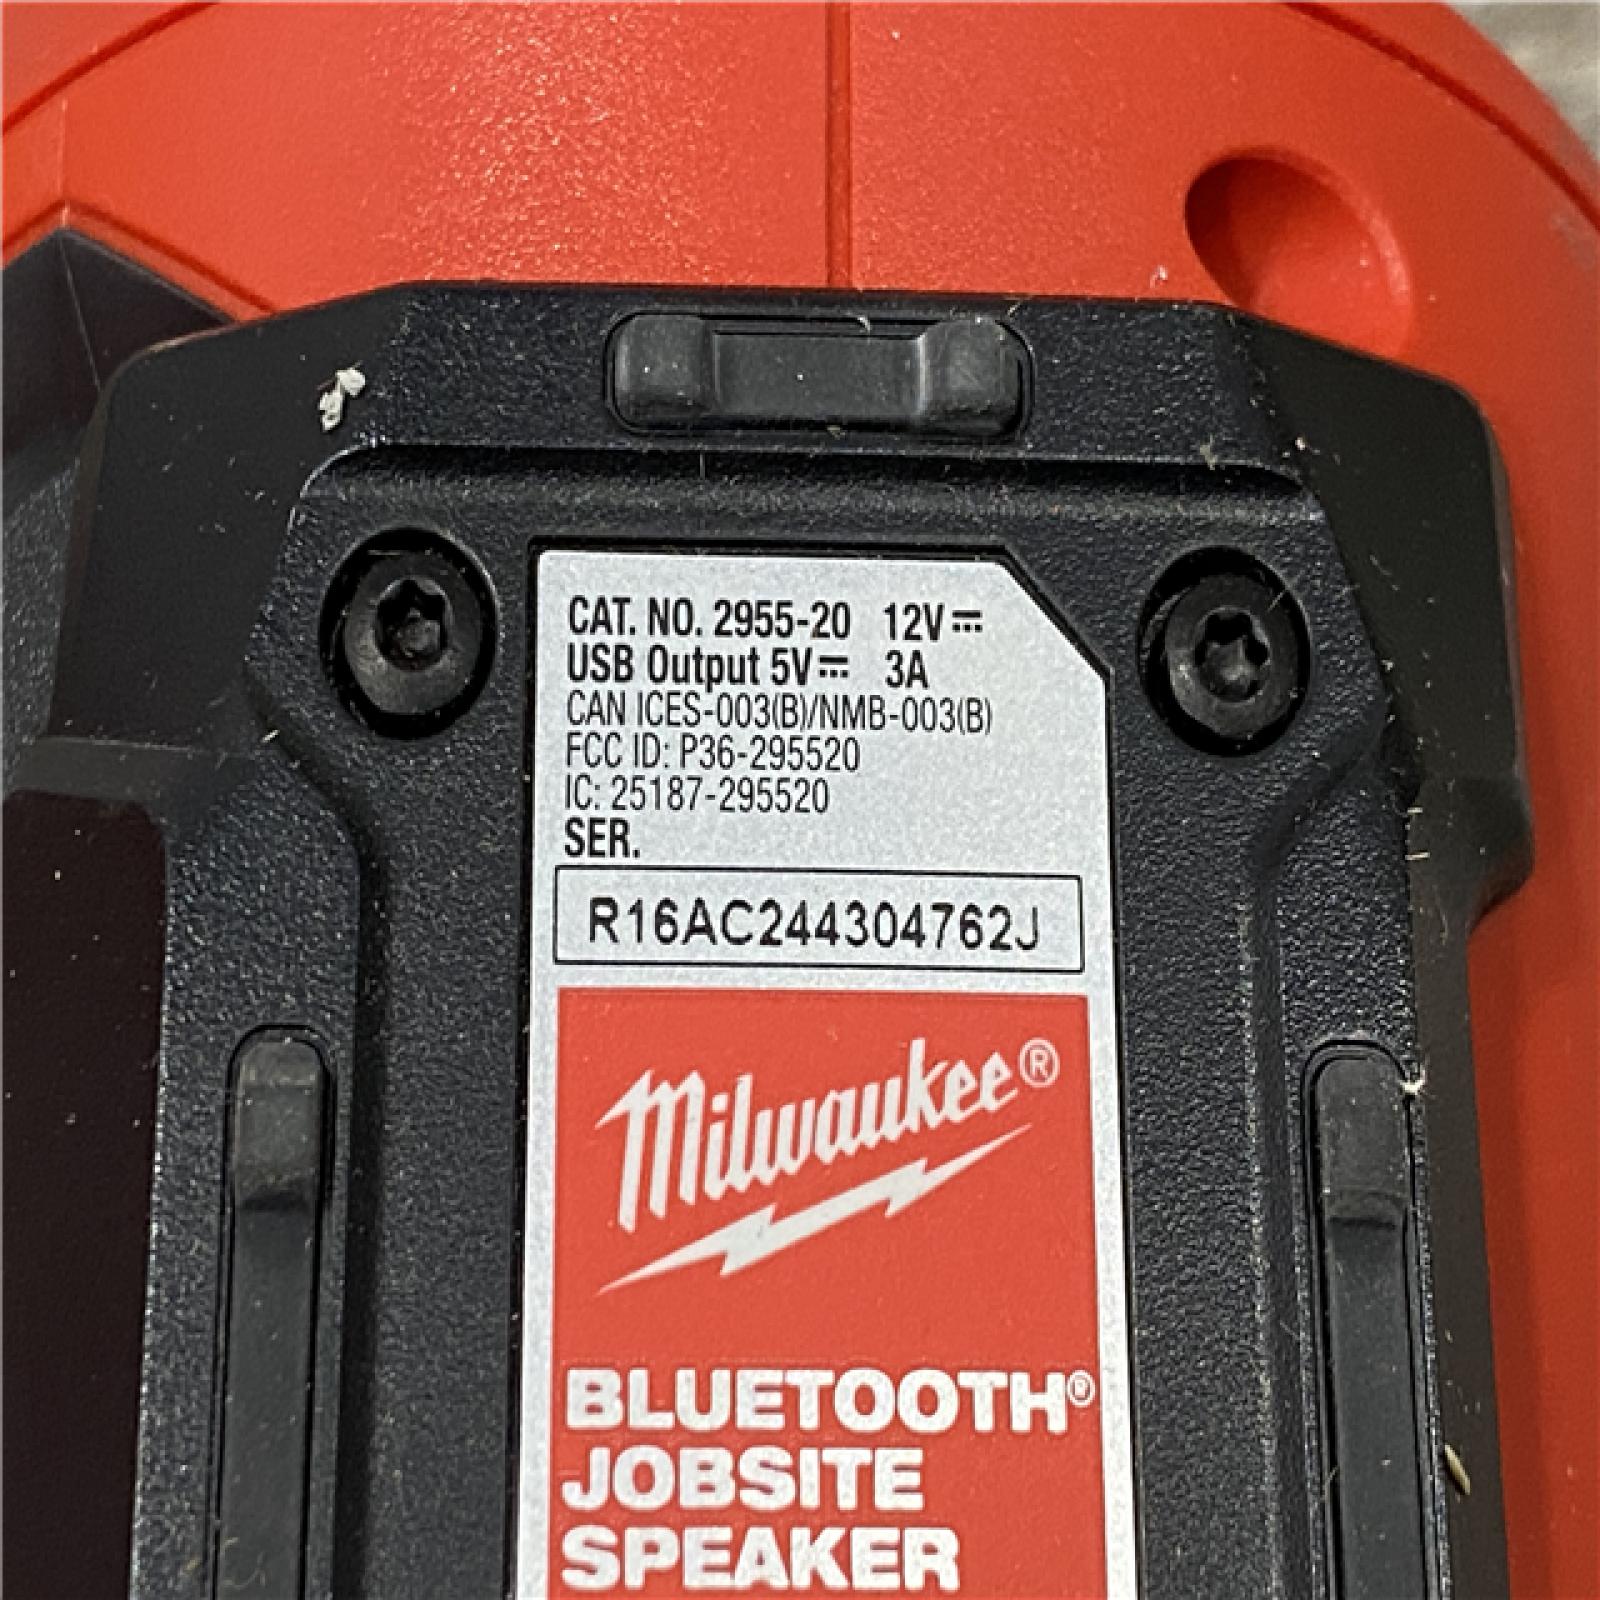 CAT. NO. 2955-20 12V⎓
USB Output 5V⎓ 3A
CAN ICES-003(B)/NMB-003(B)
FCC ID: P36-295520
IC: 25187-295520
SER.
R16AC244304762J
Milwaukee®
BLUETOOTH®
JOBSITE
SPEAKER